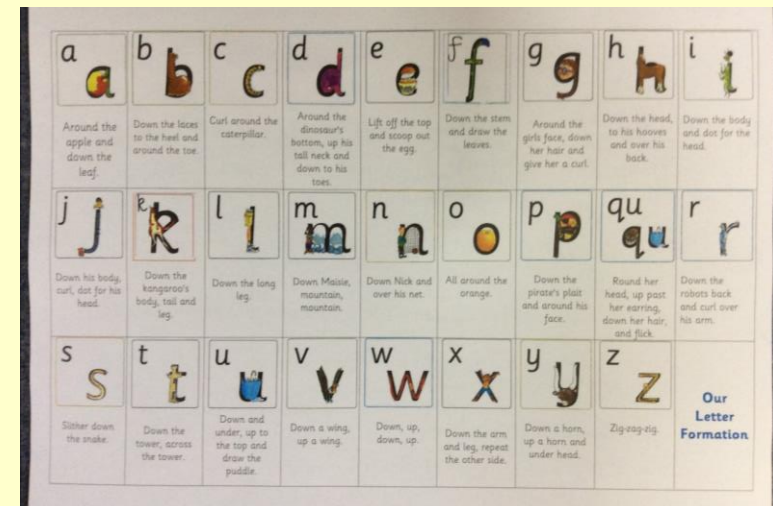 a
b
c
d
e
f
g
h
i
Around the
apple and
down the
leaf.
Down the laces
to the heel and
around the toe.
Curl around the
caterpillar.
Around the
dinosaur's
bottom, up his
tall neck and
down to his
toes.
Lift off the top
and scoop out
the egg.
Down the stem
and draw the
leaves.
Around the
girls face, down
her hair and
give her a curl.
Down the head,
to his hooves
and over his
back.
Down the body
and dot for the
head.
j
k
l
m
n
o
p
qu
r
Down his body,
curl, dot for his
head.
Down the
kangaroo's
body, tail and
leg.
Down the long
leg.
Down Maisie,
mountain,
mountain.
Down Nick and
over his net.
All around the
orange.
Down the
pirate's plait
and around his
face.
Round her
head, up past
her earring,
down her hair,
and flick.
Down the
robots back
and curl over
his arm.
s
t
u
v
w
x
y
z
Slither down
the snake.
Down the
tower, across
the tower.
Down and
under, up to
the top and
draw the
puddle.
Down a wing,
up a wing.
Down, up,
down, up.
Down the arm
and leg, repeat
the other side.
Down a horn,
up a horn and
under head.
Zig-zag-zig.
Our
Letter
Formation